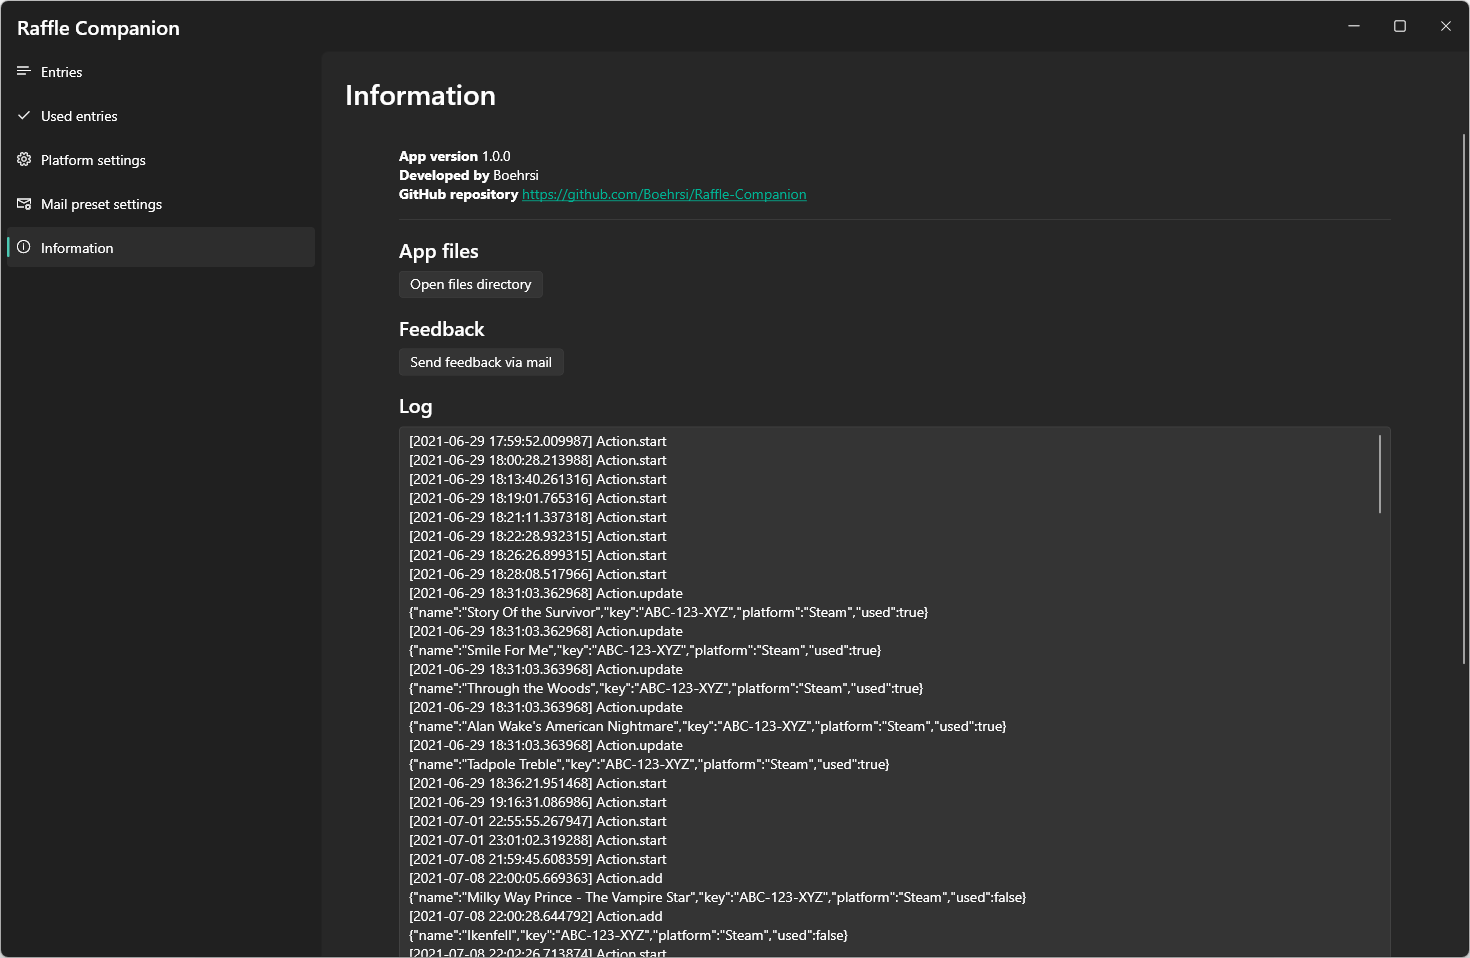 Raffle Companion
Entries
Used entries
Platform settings
Mail preset settings
Information
Information
App version 1.0.0
Developed by Boehrsi
GitHub repository https://github.com/Boehrsi/Raffle-Companion
App files
Open files directory
Feedback
Send feedback via mail
Log
[2021-06-29 17:59:52.009987] Action.start
[2021-06-29 18:00:28.213988] Action.start
[2021-06-29 18:13:40.261316] Action.start
[2021-06-29 18:19:01.765316] Action.start
[2021-06-29 18:21:11.337318] Action.start
[2021-06-29 18:22:28.932315] Action.start
[2021-06-29 18:26:26.899315] Action.start
[2021-06-29 18:28:08.517966] Action.start
[2021-06-29 18:31:03.362968] Action.update
{"name":"Story Of the Survivor","key":"ABC-123-XYZ","platform":"Steam","used":true}
[2021-06-29 18:31:03.362968] Action.update
{"name":"Smile For Me","key":"ABC-123-XYZ","platform":"Steam","used":true}
[2021-06-29 18:31:03.363968] Action.update
{"name":"Through the Woods","key":"ABC-123-XYZ","platform":"Steam","used":true}
[2021-06-29 18:31:03.363968] Action.update
{"name":"Alan Wake's American Nightmare","key":"ABC-123-XYZ","platform":"Steam","used":true}
[2021-06-29 18:31:03.363968] Action.update
{"name":"Tadpole Treble","key":"ABC-123-XYZ","platform":"Steam","used":true}
[2021-06-29 18:36:21.951468] Action.start
[2021-06-29 19:16:31.086986] Action.start
[2021-07-01 22:55:55.267947] Action.start
[2021-07-01 23:01:02.319288] Action.start
[2021-07-08 21:59:45.608359] Action.start
[2021-07-08 22:00:05.669363] Action.add
{"name":"Milky Way Prince - The Vampire Star","key":"ABC-123-XYZ","platform":"Steam","used":false}
[2021-07-08 22:00:28.644792] Action.add
{"name":"Ikenfell","key":"ABC-123-XYZ","platform":"Steam","used":false}
[2021-07-08 22:02:26.713874] Action.start